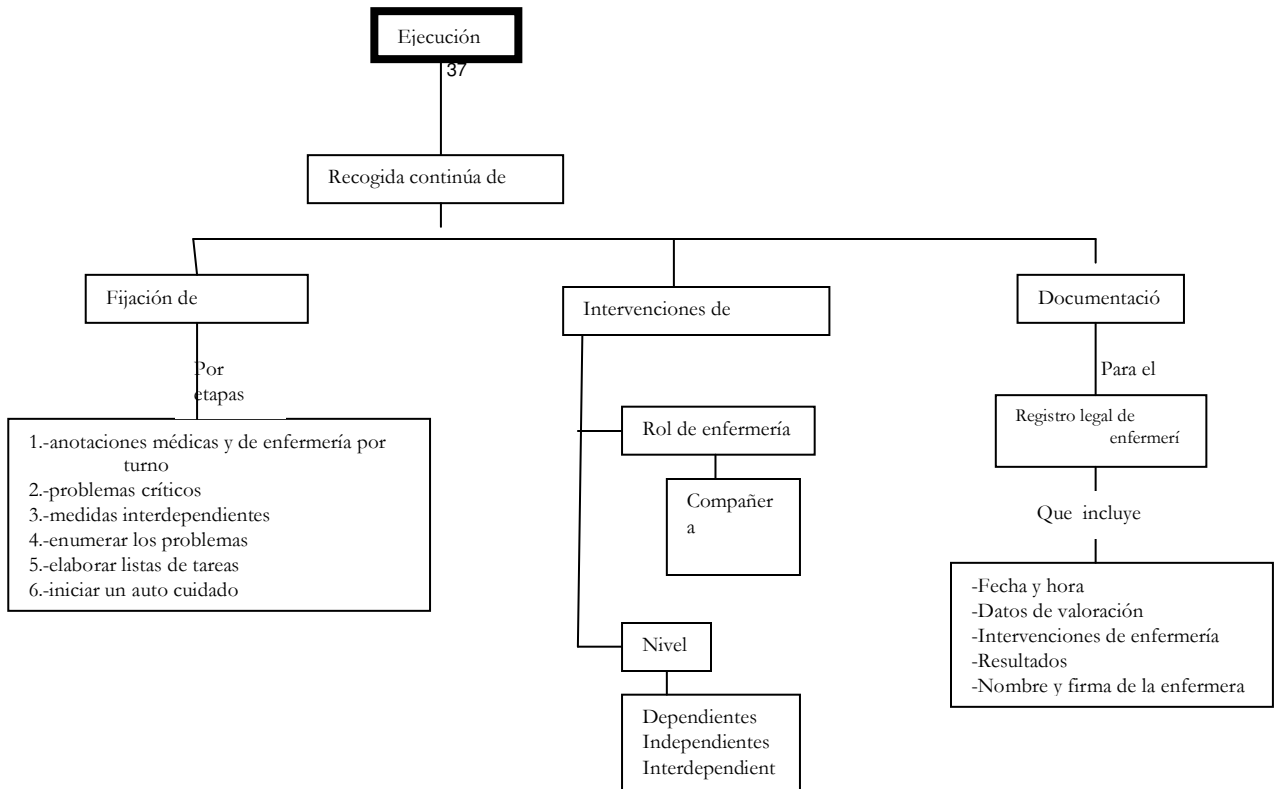 Ejecución
37
Recogida continúa de
Fijación de
Por
etapas
1.-anotaciones médicas y de enfermería por
turno
2.-problemas críticos
3.-medidas interdependientes
4.-enumerar los problemas
5.-elaborar listas de tareas
6.-iniciar un auto cuidado
Intervenciones de
Rol de enfermería
Compañer
a
Nivel
Dependientes
Independientes
Interdependient
Documentació
Para el
Registro legal de
enfermerí
Que incluye
-Fecha y hora
-Datos de valoración
-Intervenciones de enfermería
-Resultados
-Nombre y firma de la enfermera